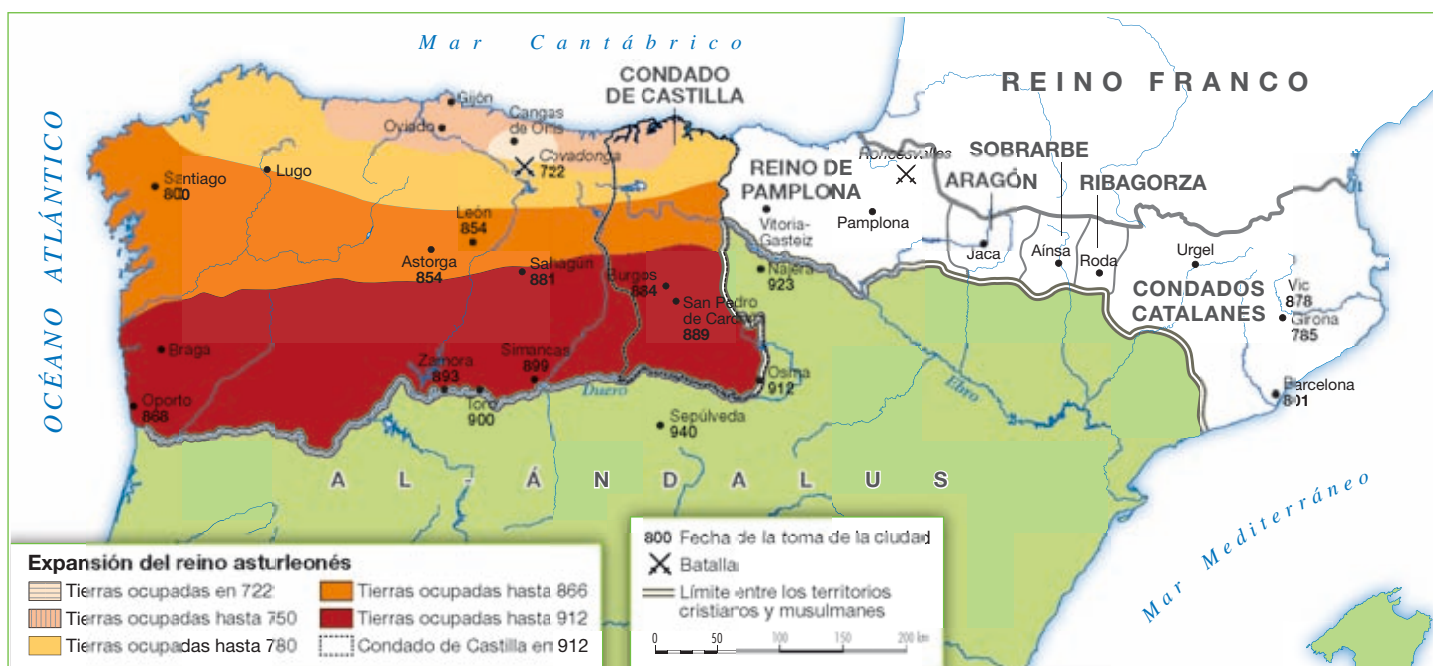 Mar Cantábrico
REINO FRANCO
CONDADO
DE CASTILLA
OCÉANO ATLÁNTICO
Gijón
Oviedo
Cangas
de Onís
Covadonga
722
Lugo
Santiago
800
León
854
Astorga
854
Sahagún
881
Burgos
884
San Pedro
de Cardeña
889
Braga
Oporto
868
Zamora
893
Toro
900
Simancas
899
Duero
Osma
912
Sepúlveda
940
REINO DE
PAMPLONA
Roncesvalles
Vitoria-
Gasteiz
Pamplona
Nájera
923
SOBRARBE
ARAGÓN
RIBAGORZA
Jaca
Aínsa
Roda
Urgel
CONDADOS
CATALANES
Vic
878
Girona
785
Barcelona
801
Ebro
AL-ÁNDALUS
Mar Mediterráneo
Expansión del reino asturleonés
Tierras ocupadas en 722
Tierras ocupadas hasta 750
Tierras ocupadas hasta 780
Tierras ocupadas hasta 866
Tierras ocupadas hasta 912
Condado de Castilla en 912
800 Fecha de la toma de la ciudad
Batalla
Límite entre los territorios
cristianos y musulmanes
0 50 100 150 200 km